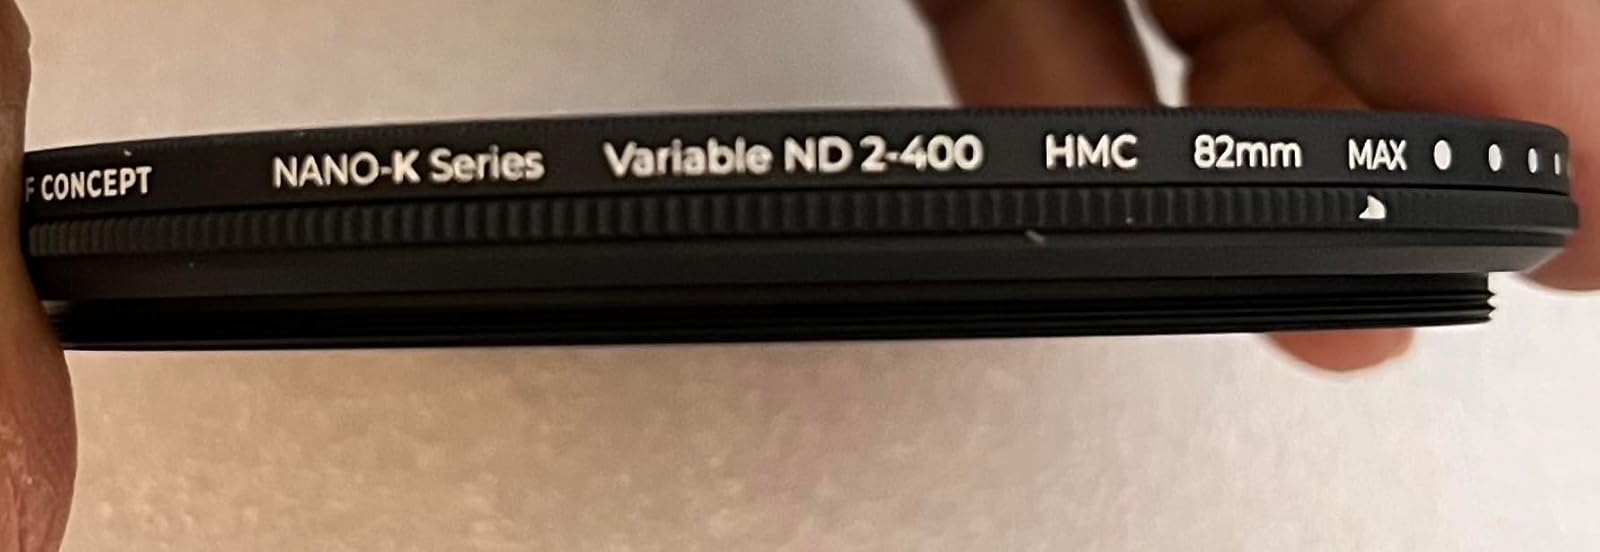 F CONCEPT NANO-K Series Variable ND 2-400 HMC 82mm MAX